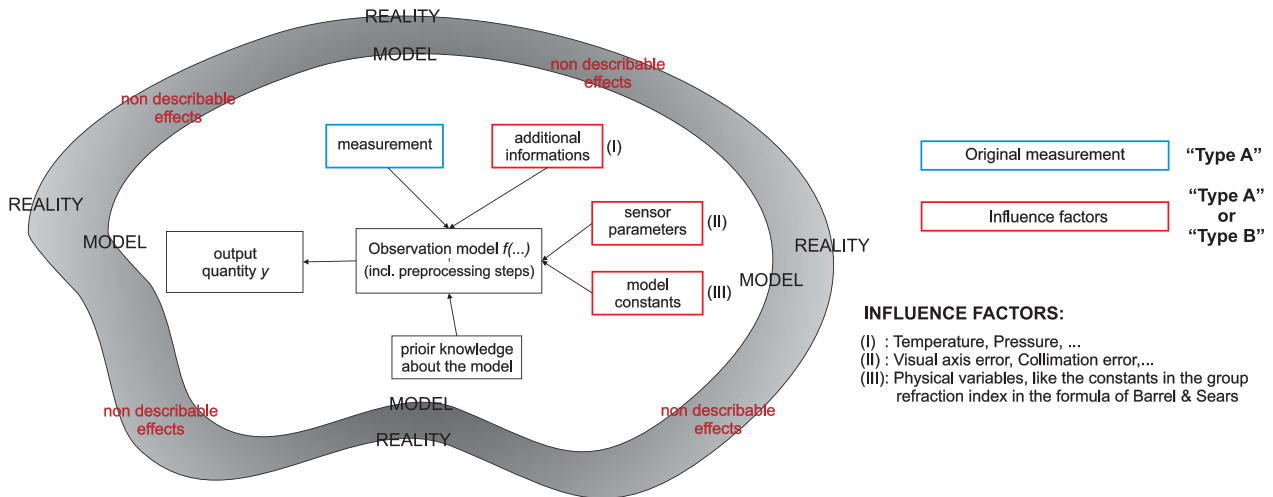 REALITY
MODEL
non describable
effects
non describable
effects
measurement
additional
informations
(I)
REALITY
MODEL
sensor
parameters
(II)
output
quantity y
Observation model f(...)
(incl. preprocessing steps)
model
constants
(III)
REALITY
MODEL
prioir knowledge
about the model
MODEL
REALITY
non describable
effects
non describable
effects
Original measurement
“Type A”
Influence factors
“Type A”
or
“Type B”
INFLUENCE FACTORS:
(I) : Temperature, Pressure, ...
(II) : Visual axis error, Collimation error,...
(III): Physical variables, like the constants in the group
refraction index in the formula of Barrel & Sears